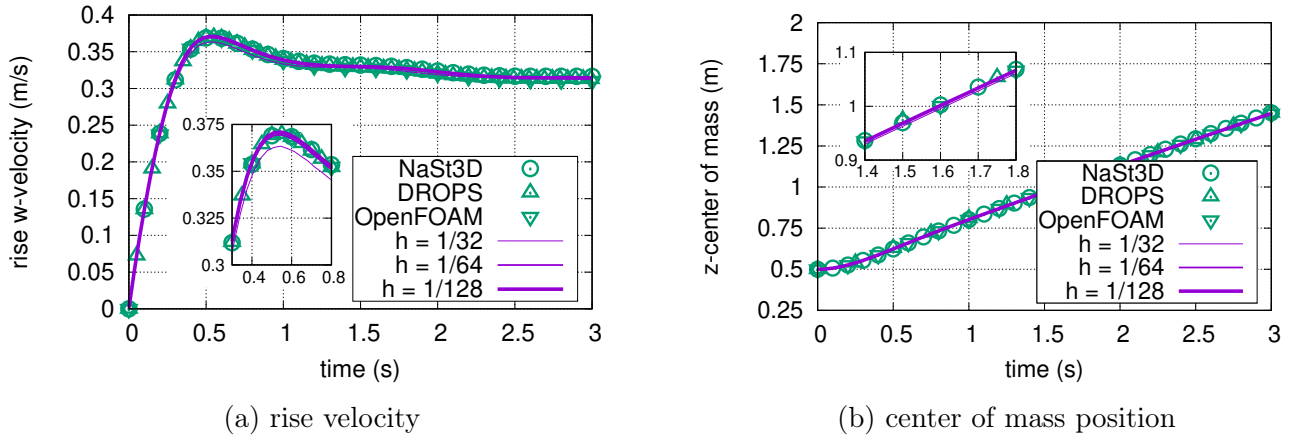 rise w-velocity (m/s)
0.4
0.35
0.3
0.25
0.2
0.15
0.1
0.05
0
0.375
0.35
0.325
0.3
0.4 0.6 0.8
NaSt3D
DROPS
OpenFOAM
h = 1/32
h = 1/64
h = 1/128
0 0.5 1 1.5 2 2.5 3
time (s)
(a) rise velocity
z-center of mass (m)
2
1.75
1.5
1.25
1
0.75
0.5
0.25
1.1
1
0.9
1.4 1.5 1.6 1.7 1.8
NaSt3D
DROPS
OpenFOAM
h = 1/32
h = 1/64
h = 1/128
0 0.5 1 1.5 2 2.5 3
time (s)
(b) center of mass position